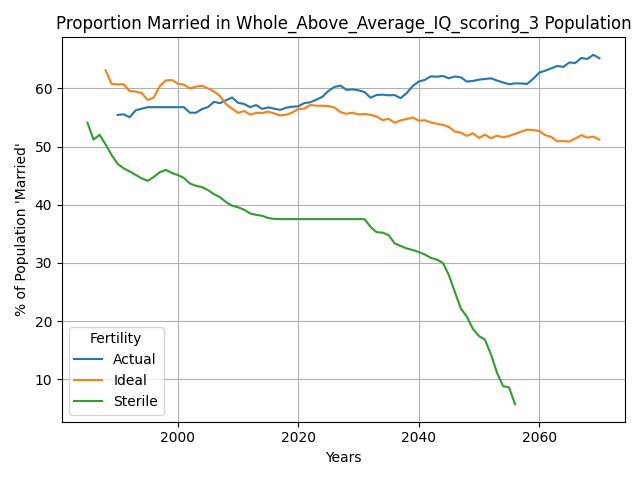 Proportion Married in Whole_Above_Average_IQ_scoring_3 Population
% of Population 'Married'
60
50
40
30
20
10
Fertility
Actual
Ideal
Sterile
2000 2020 2040 2060
Years